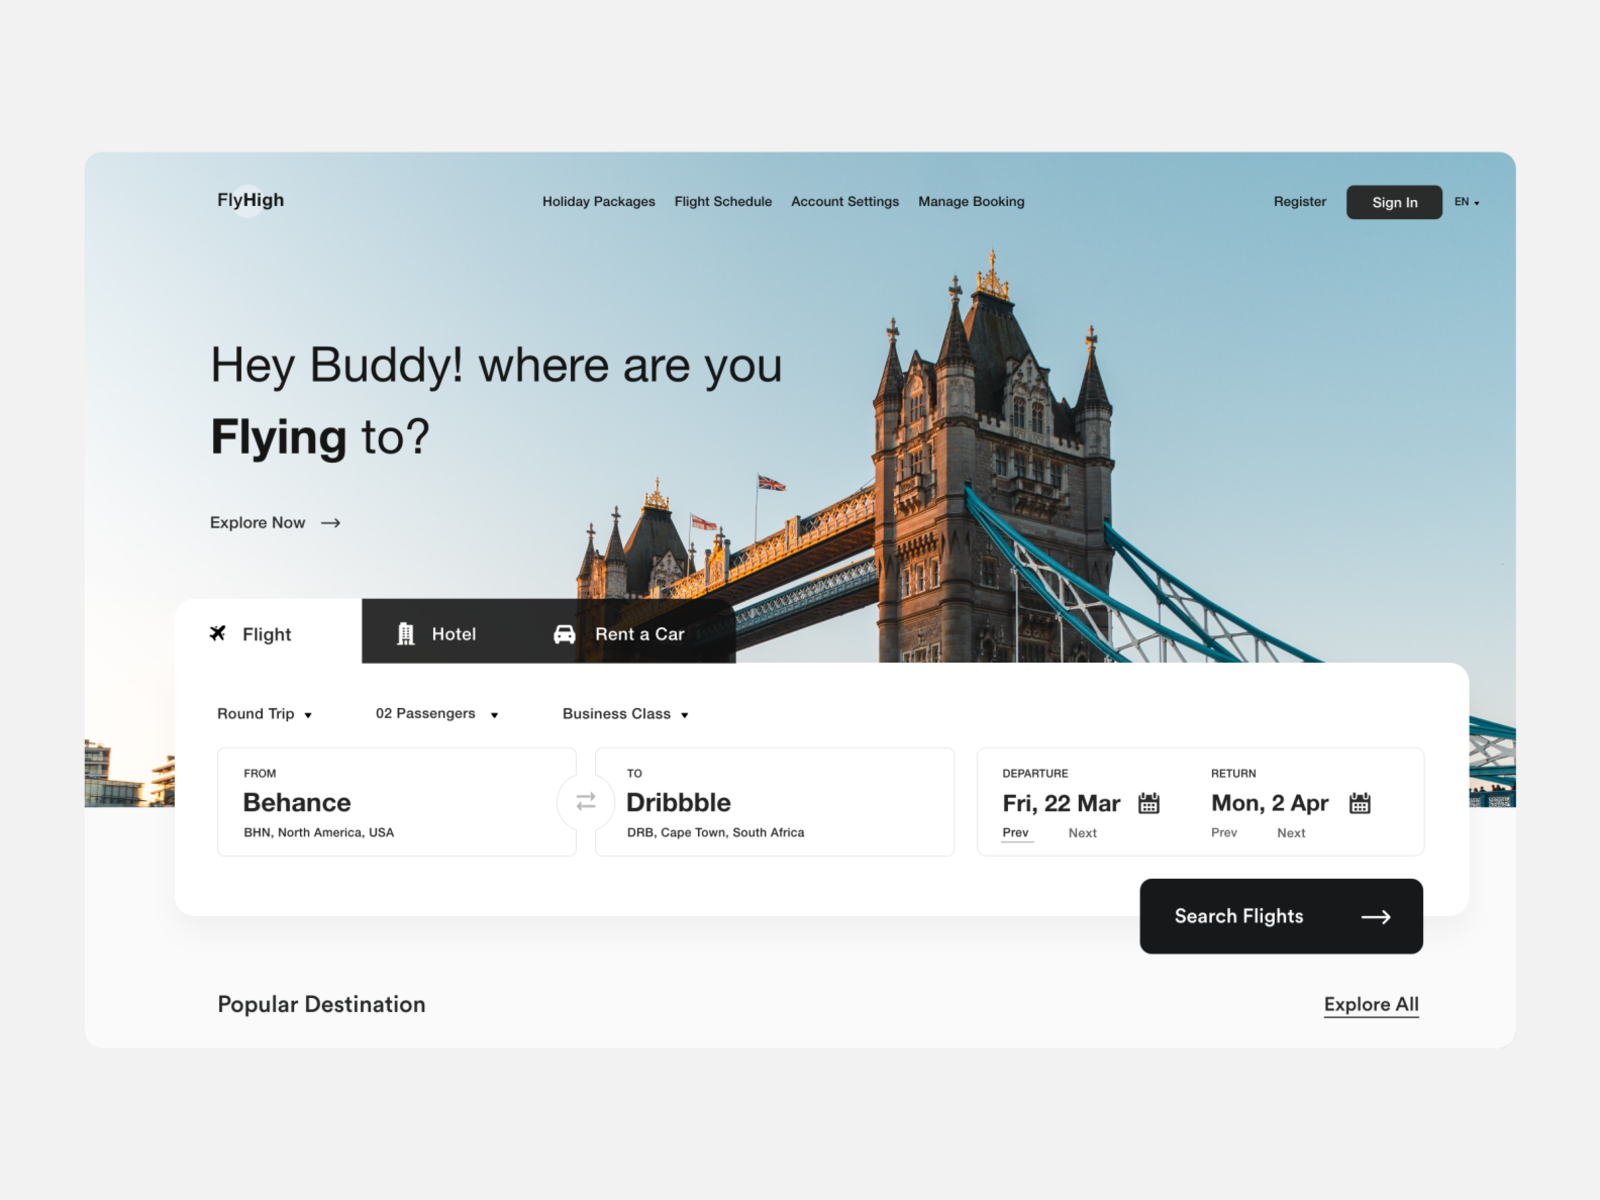 FlyHigh
Holiday Packages Flight Schedule Account Settings Manage Booking
Register Sign In EN
Hey Buddy! where are you
Flying to?
Explore Now
Flight Hotel Rent a Car
Round Trip 02 Passengers Business Class
FROM
Behance
BHN, North America, USA
TO
Dribbble
DRB, Cape Town, South Africa
DEPARTURE
Fri, 22 Mar
Prev Next
RETURN
Mon, 2 Apr
Prev Next
Search Flights
Popular Destination
Explore All